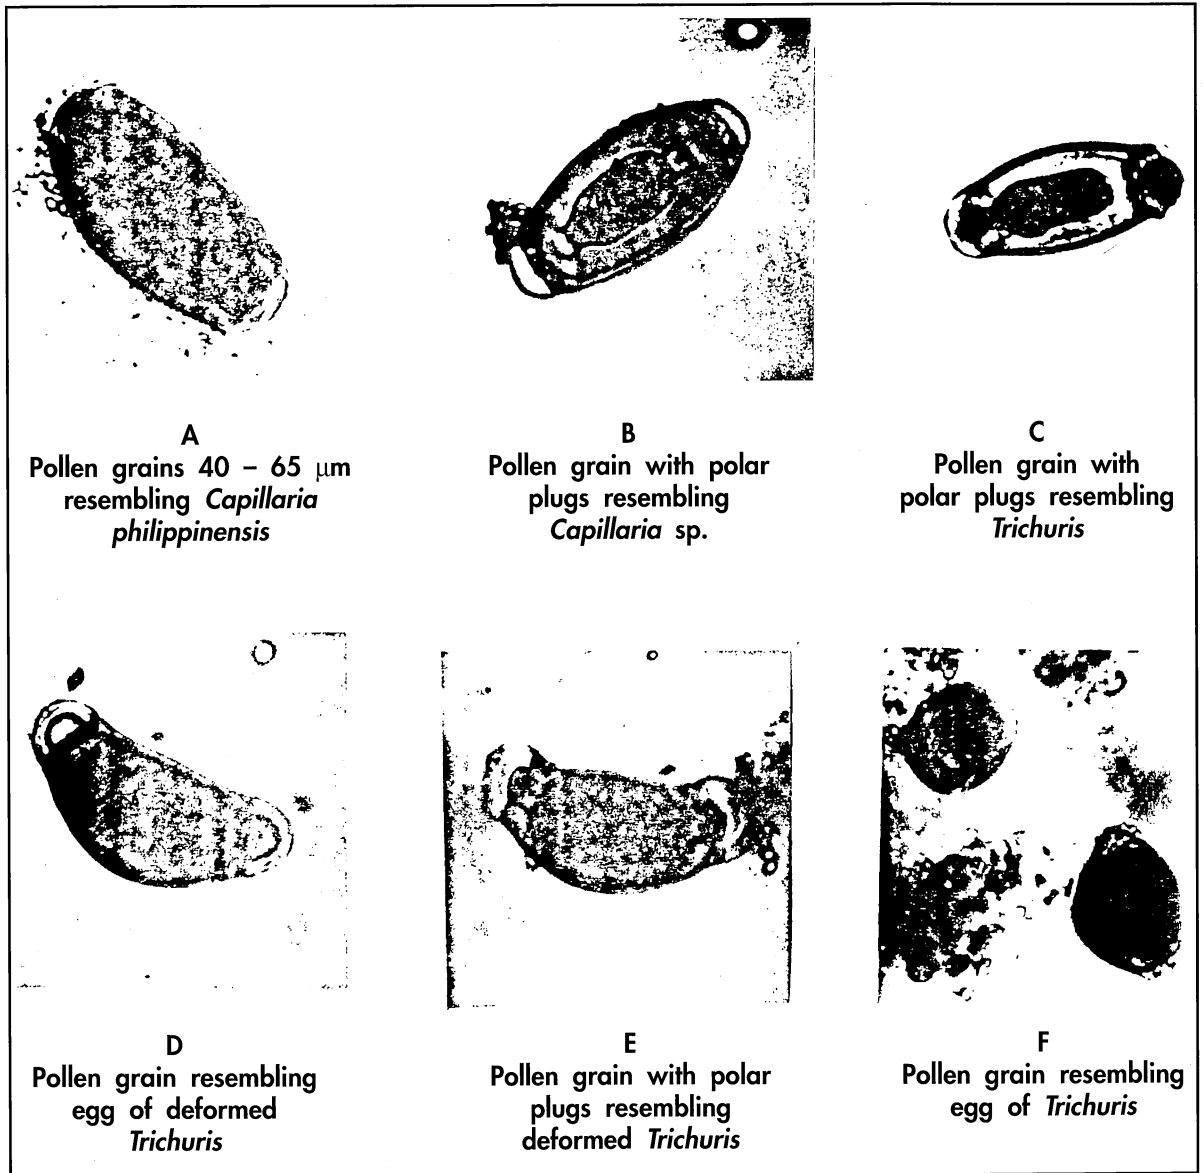 A
Pollen grains 40 – 65 μm
resembling Capillaria
philippinensis
B
Pollen grain with polar
plugs resembling
Capillaria sp.
C
Pollen grain with
polar plugs resembling
Trichuris
D
Pollen grain resembling
egg of deformed
Trichuris
E
Pollen grain with polar
plugs resembling
deformed Trichuris
F
Pollen grain resembling
egg of Trichuris